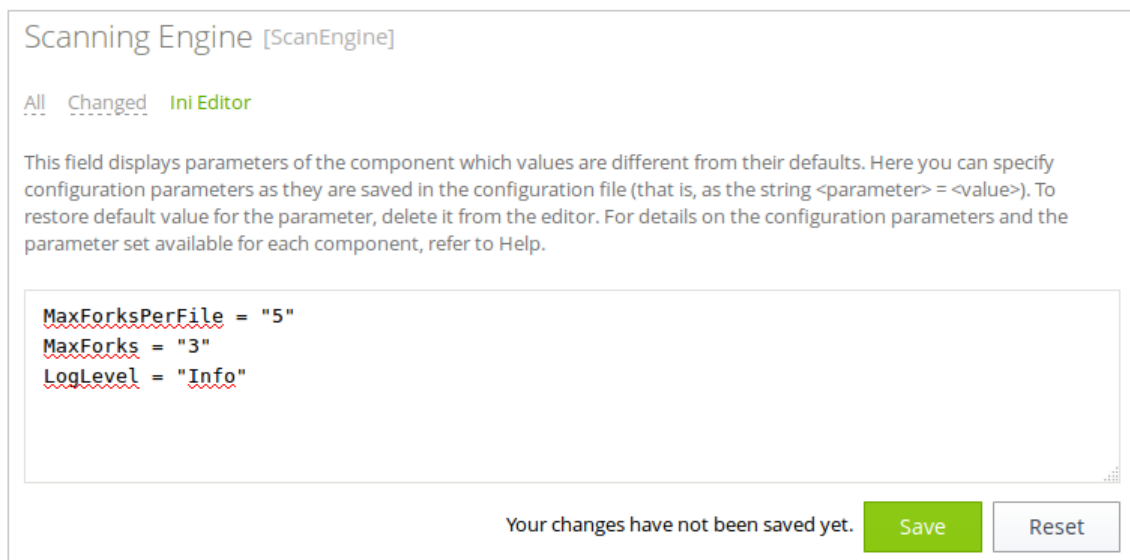 Scanning Engine [ScanEngine]
All Changed Ini Editor
This field displays parameters of the component which values are different from their defaults. Here you can specify
configuration parameters as they are saved in the configuration file (that is, as the string <parameter> = <value>). To
restore default value for the parameter, delete it from the editor. For details on the configuration parameters and the
parameter set available for each component, refer to Help.
MaxForksPerFile = "5"
MaxForks = "3"
LogLevel = "Info"
Your changes have not been saved yet. Save Reset